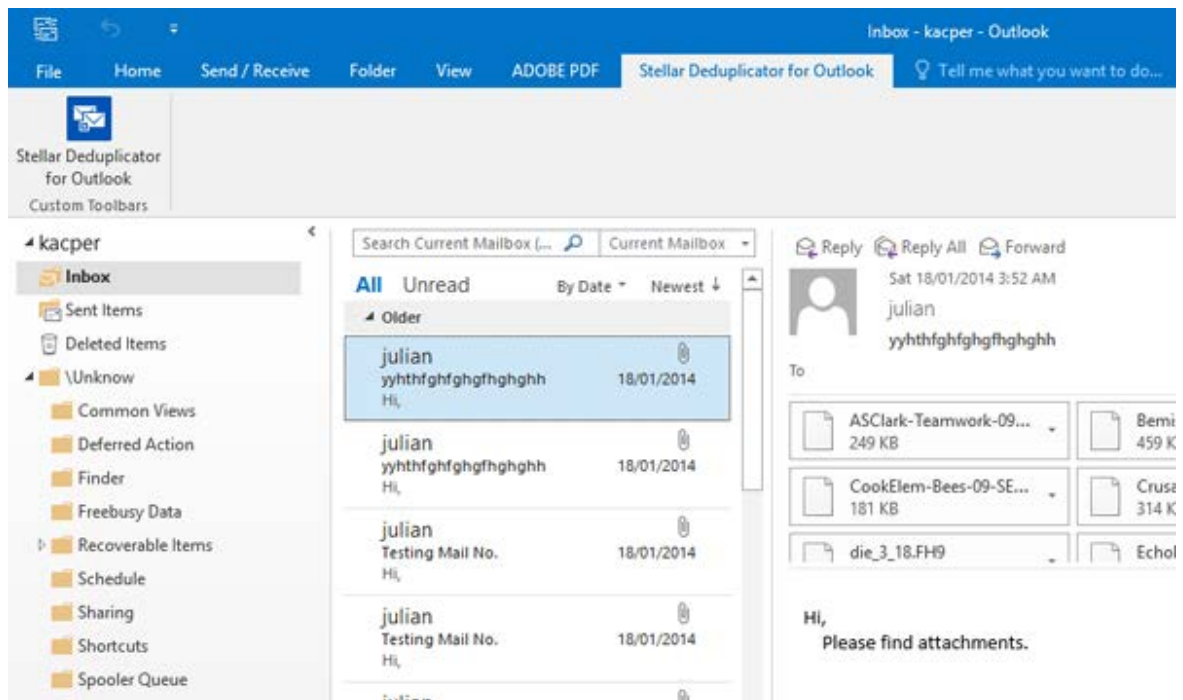 Inbox - kacper - Outlook
File Home Send / Receive Folder View ADOBE PDF Stellar Deduplicator for Outlook Tell me what you want to do...
Stellar Deduplicator
for Outlook
Custom Toolbars
kacper
Inbox
Sent Items
Deleted Items
\Unknow
Common Views
Deferred Action
Finder
Freebusy Data
Recoverable Items
Schedule
Sharing
Shortcuts
Spooler Queue
Search Current Mailbox (... Current Mailbox
All Unread By Date Newest
Older
julian
yyhthfghfghgfhghghh 18/01/2014
Hi,
julian
yyhthfghfghgfhghghh 18/01/2014
Hi,
julian
Testing Mail No. 18/01/2014
Hi,
julian
Testing Mail No. 18/01/2014
Hi,
julian
Reply Reply All Forward
Sat 18/01/2014 3:52 AM
julian
yyhthfghfghgfhghghh
To
ASClark-Teamwork-09...
249 KB
Bemi
459 K
CookElem-Bees-09-SE...
181 KB
Crusa
314 K
die_3_18.FH9
Echol
Hi,
Please find attachments.